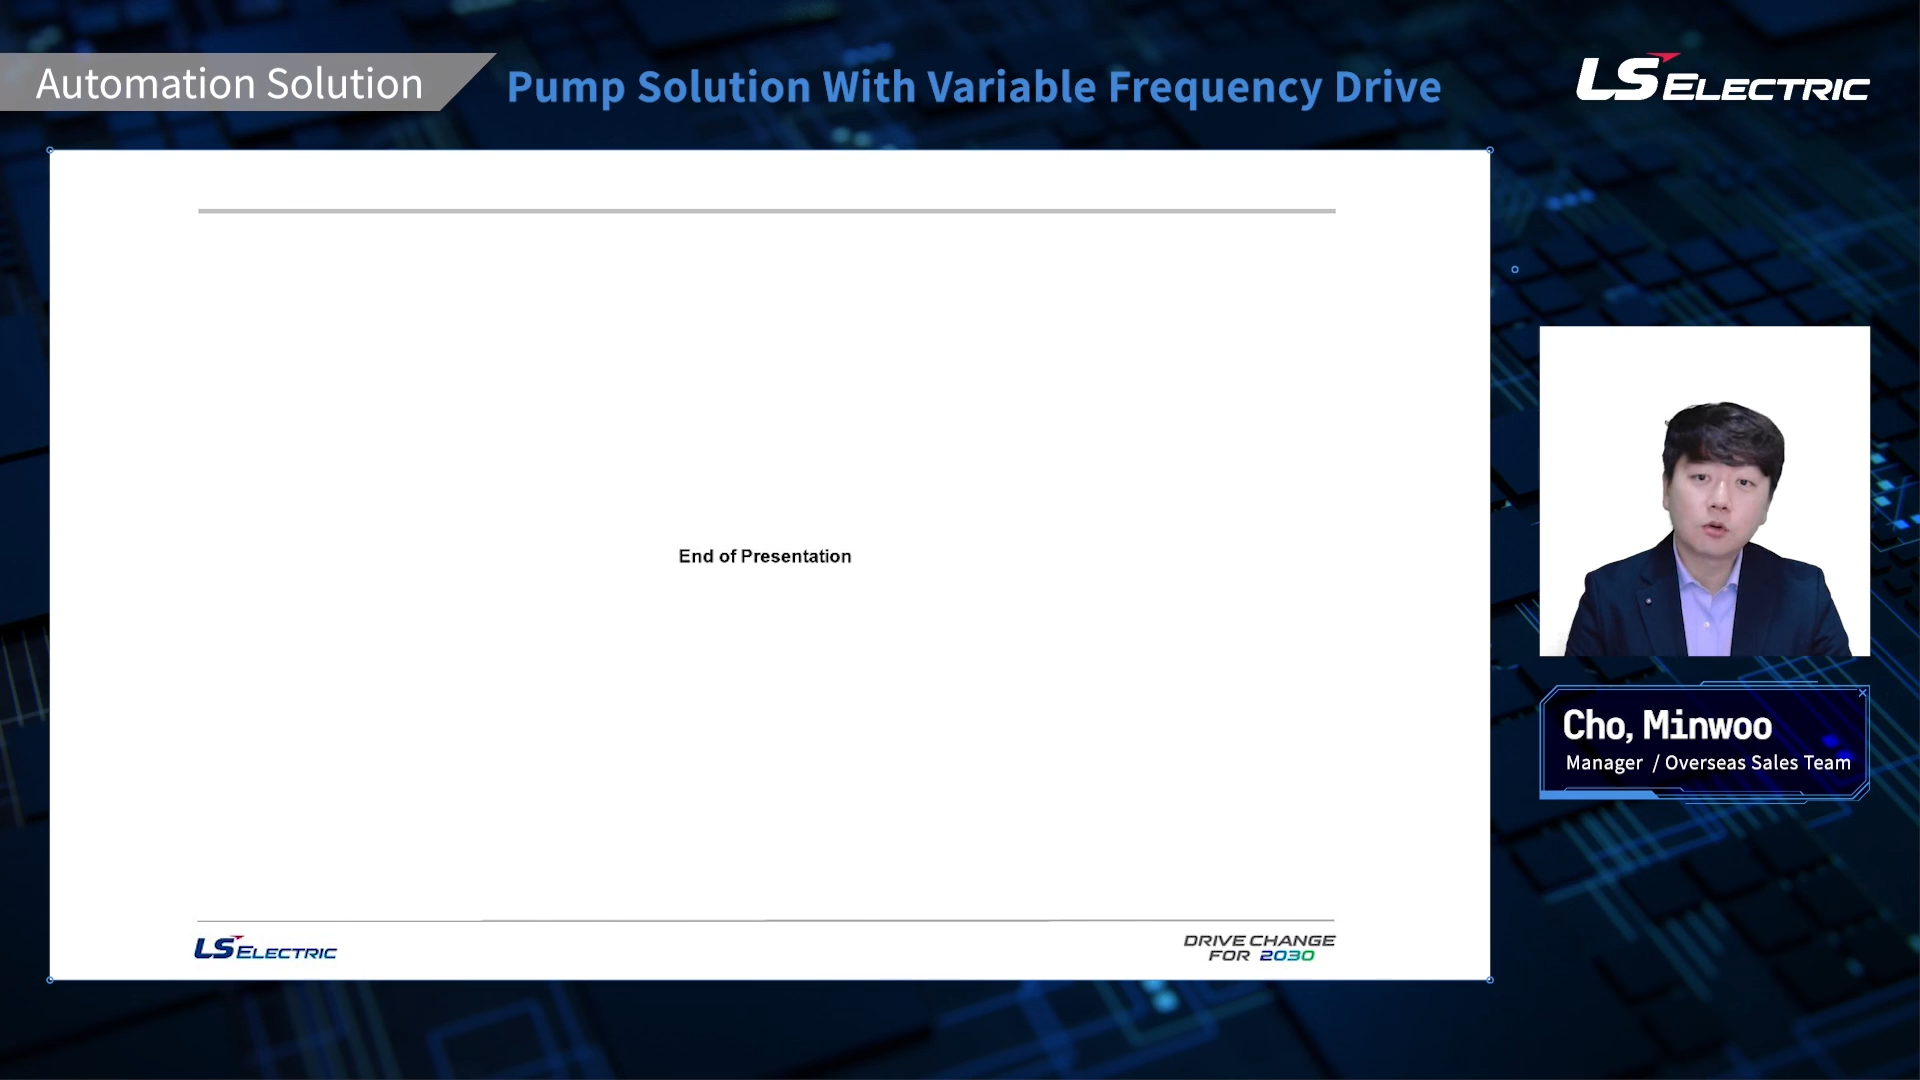 Automation Solution
Pump Solution With Variable Frequency Drive
LS ELECTRIC
End of Presentation
Cho, Minwoo
Manager / Overseas Sales Team
LS ELECTRIC
DRIVE CHANGE
FOR 2030